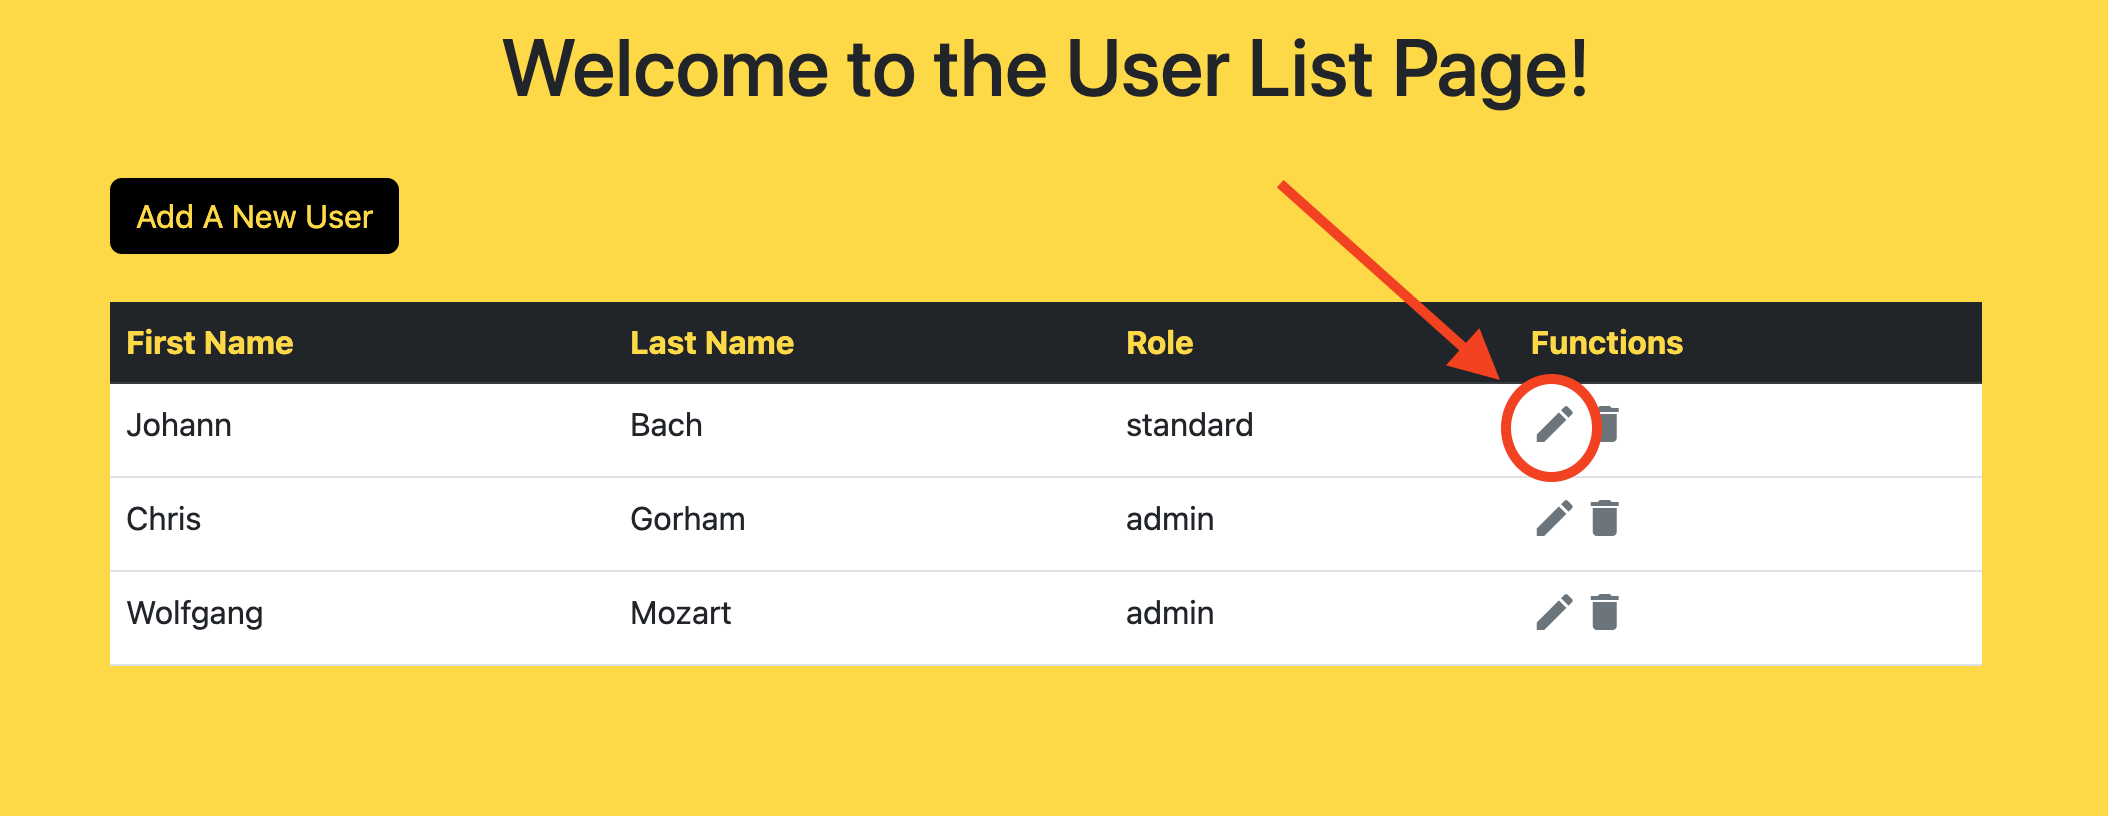 Welcome to the User List Page!
Add A New User
First Name Last Name Role Functions
Johann Bach standard
Chris Gorham admin
Wolfgang Mozart admin